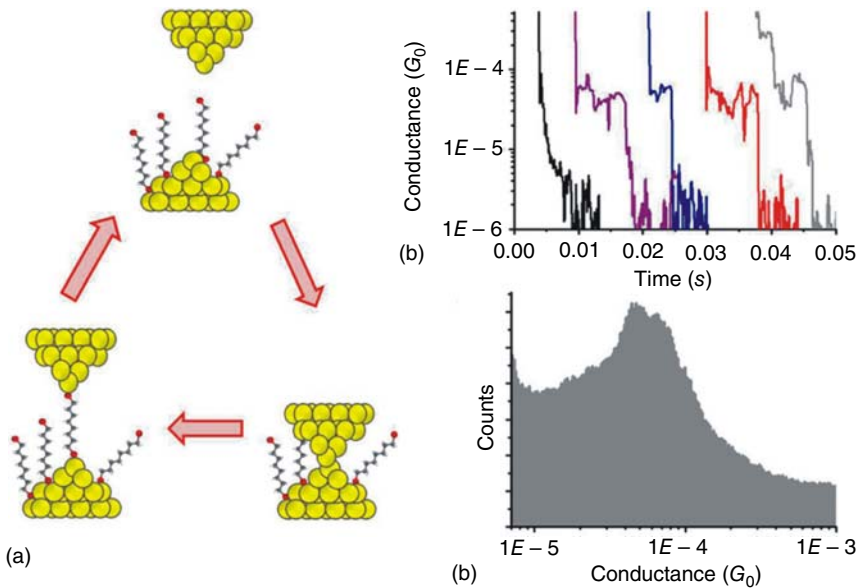 (a)
Conductance (G₀)
1E − 4
1E − 5
1E − 6
0.00 0.01 0.02 0.03 0.04 0.05
(b)
Time (s)
Counts
1E − 5 1E − 4 1E − 3
(b)
Conductance (G₀)